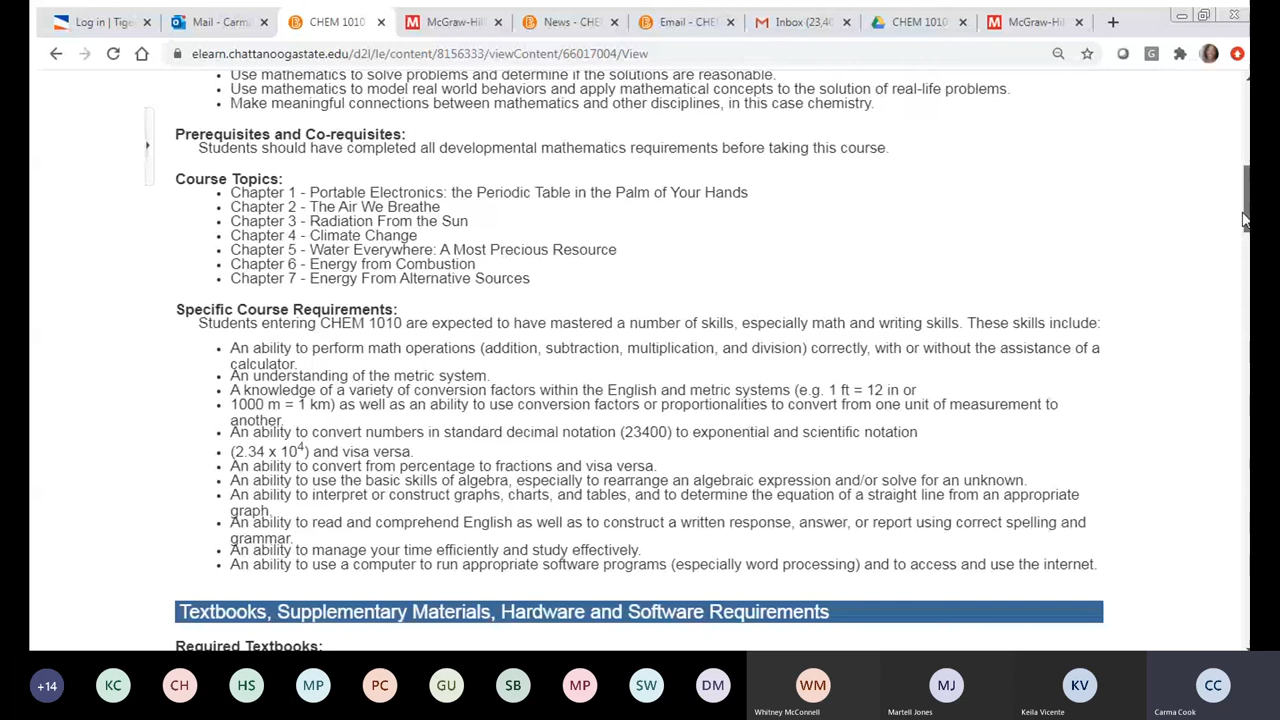 Log in | Tige
Mail - Carma
CHEM 1010
McGraw-Hill
News - CHE
Email - CHE
Inbox (23,4
CHEM 1010
McGraw-Hi
elearn.chattanoogastate.edu/d2l/le/content/8156333/viewContent/66017004/View
• Use mathematics to solve problems and determine if the solutions are reasonable.
• Use mathematics to model real world behaviors and apply mathematical concepts to the solution of real-life problems.
• Make meaningful connections between mathematics and other disciplines, in this case chemistry.
Prerequisites and Co-requisites:
Students should have completed all developmental mathematics requirements before taking this course.
Course Topics:
• Chapter 1 - Portable Electronics: the Periodic Table in the Palm of Your Hands
• Chapter 2 - The Air We Breathe
• Chapter 3 - Radiation From the Sun
• Chapter 4 - Climate Change
• Chapter 5 - Water Everywhere: A Most Precious Resource
• Chapter 6 - Energy from Combustion
• Chapter 7 - Energy From Alternative Sources
Specific Course Requirements:
Students entering CHEM 1010 are expected to have mastered a number of skills, especially math and writing skills. These skills include:
• An ability to perform math operations (addition, subtraction, multiplication, and division) correctly, with or without the assistance of a
calculator.
• An understanding of the metric system.
• A knowledge of a variety of conversion factors within the English and metric systems (e.g. 1 ft = 12 in or
• 1000 m = 1 km) as well as an ability to use conversion factors or proportionalities to convert from one unit of measurement to
another.
• An ability to convert numbers in standard decimal notation (23400) to exponential and scientific notation
• (2.34 x 10⁴) and visa versa.
• An ability to convert from percentage to fractions and visa versa.
• An ability to use the basic skills of algebra, especially to rearrange an algebraic expression and/or solve for an unknown.
• An ability to interpret or construct graphs, charts, and tables, and to determine the equation of a straight line from an appropriate
graph.
• An ability to read and comprehend English as well as to construct a written response, answer, or report using correct spelling and
grammar.
• An ability to manage your time efficiently and study effectively.
• An ability to use a computer to run appropriate software programs (especially word processing) and to access and use the internet.
Textbooks, Supplementary Materials, Hardware and Software Requirements
Required Textbooks:
+14
KC
CH
HS
MP
PC
GU
SB
MP
SW
DM
WM
MJ
KV
CC
Whitney McConnell
Martell Jones
Keila Vicente
Carma Cook